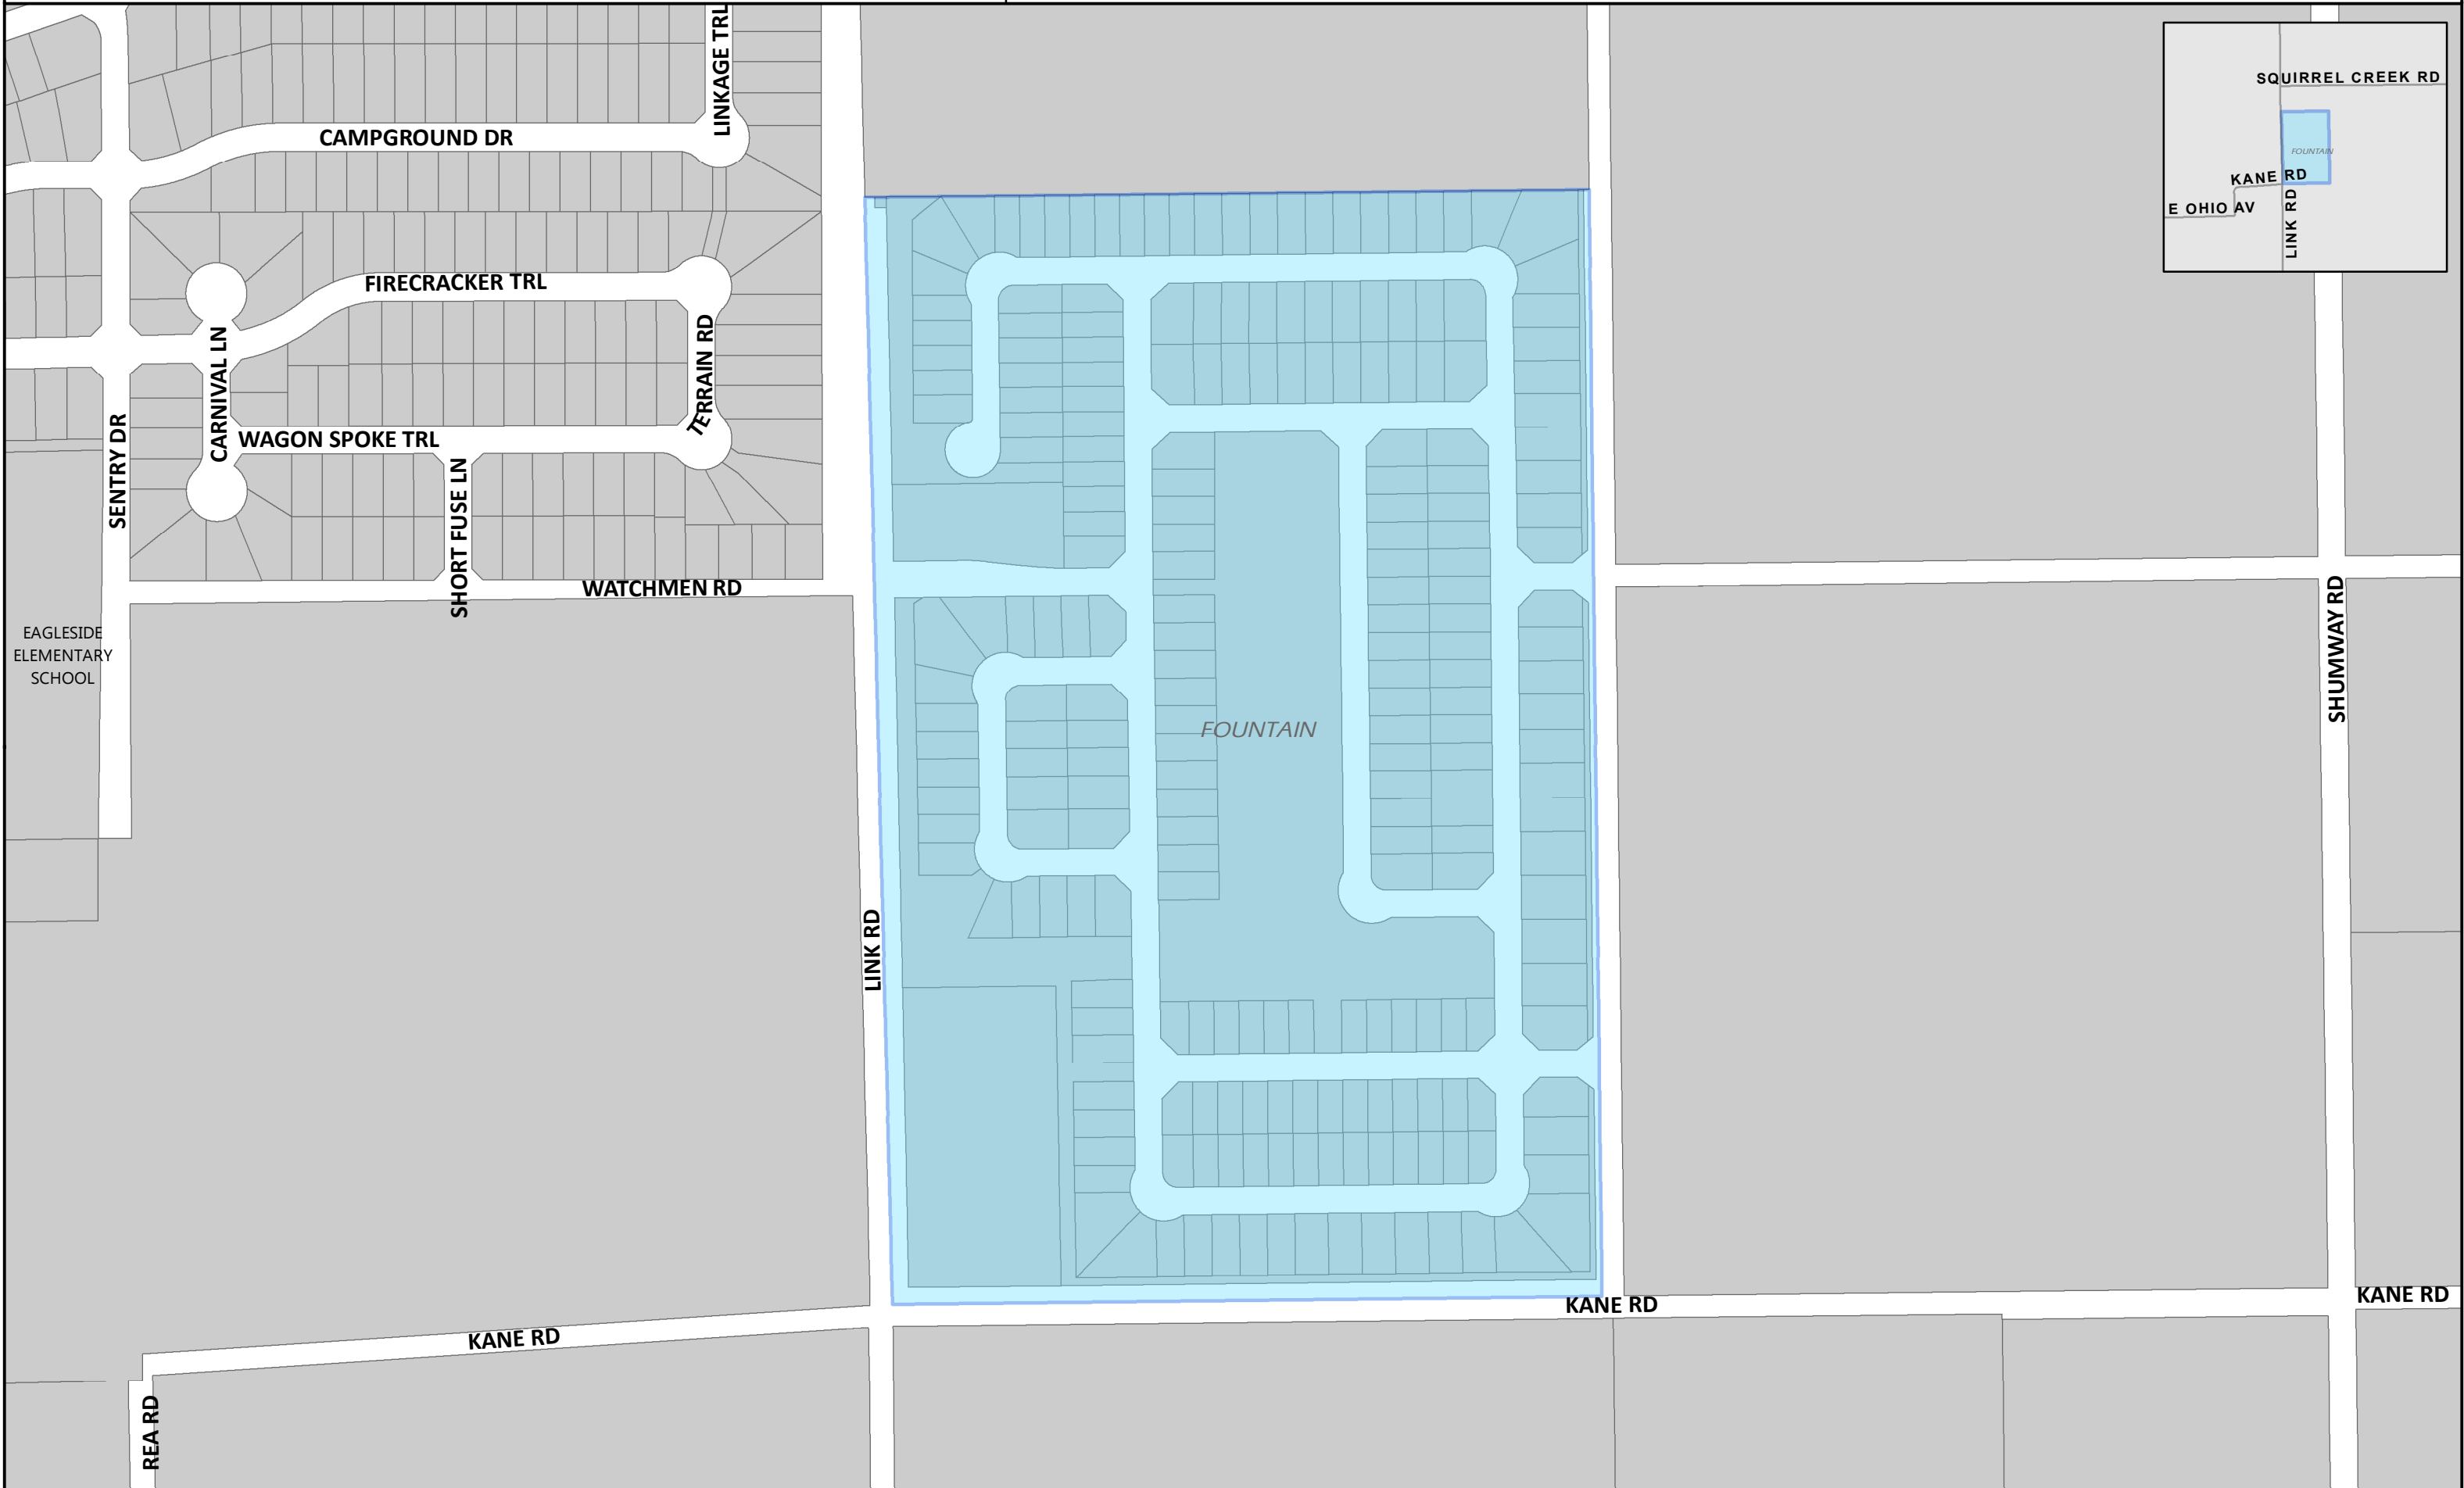 LINKAGE TRL
CAMPGROUND DR
FIRECRACKER TRL
CARNIVAL LN
TERRAIN RD
WAGON SPOKE TRL
SENTRY DR
SHORT FUSE LN
WATCHMEN RD
EAGLESIDE
ELEMENTARY
SCHOOL
FOUNTAIN
LINK RD
SHUMWAY RD
KANE RD
KANE RD
KANE RD
REA RD
SQUIRREL CREEK RD
FOUNTAIN
KANE RD
E OHIO AV
LINK RD